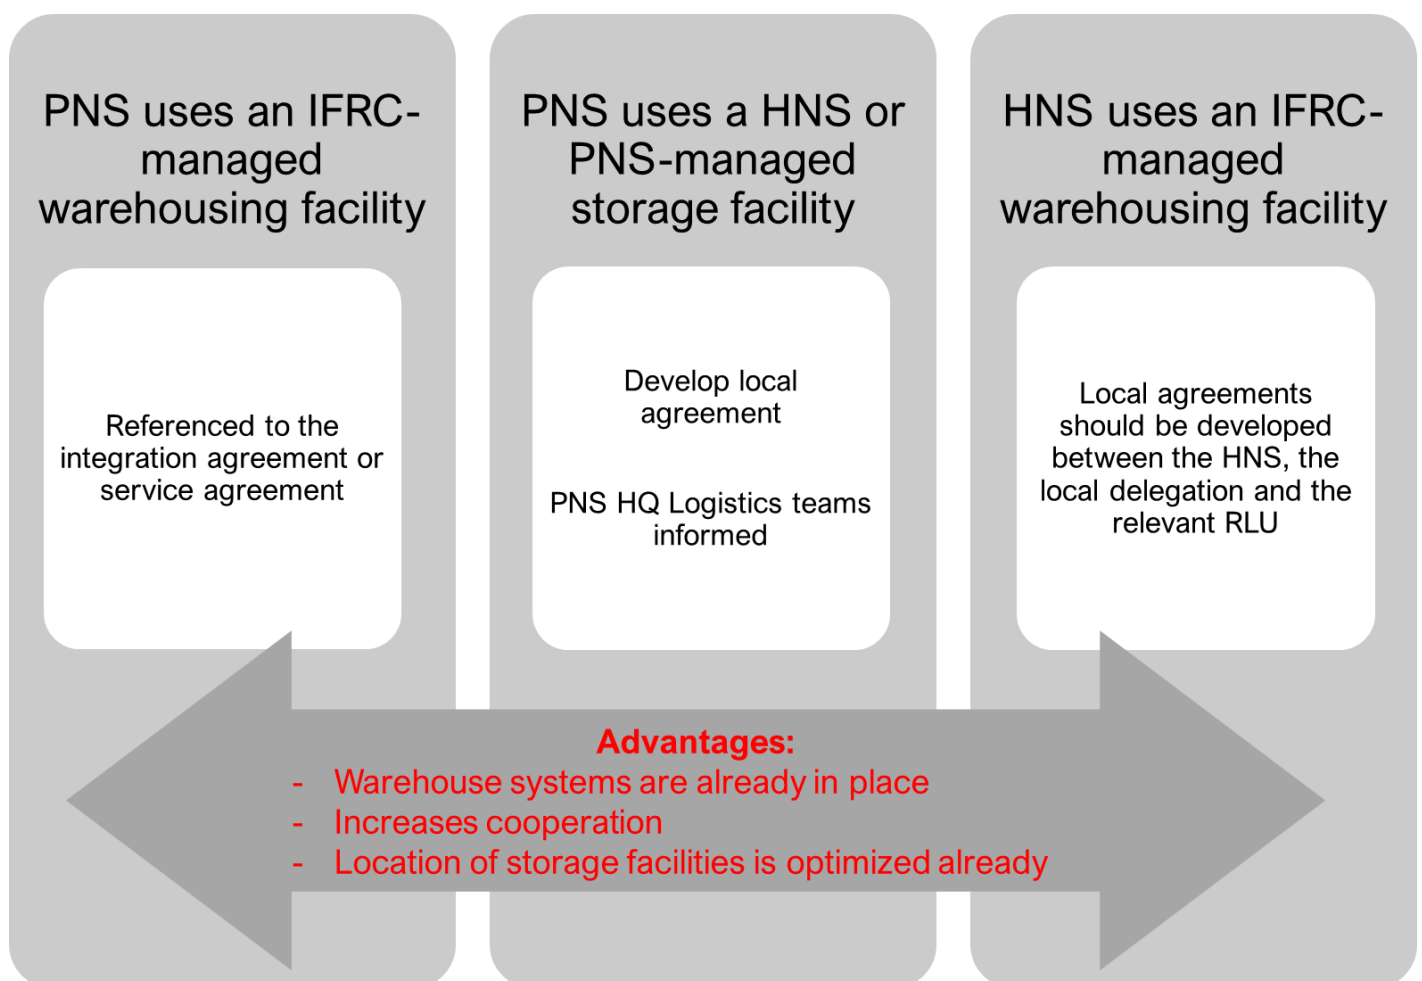 PNS uses an IFRC-
managed
warehousing facility
Referenced to the
integration agreement or
service agreement
PNS uses a HNS or
PNS-managed
storage facility
Develop local
agreement
PNS HQ Logistics teams
informed
HNS uses an IFRC-
managed
warehousing facility
Local agreements
should be developed
between the HNS, the
local delegation and the
relevant RLU
Advantages:
- Warehouse systems are already in place
- Increases cooperation
- Location of storage facilities is optimized already